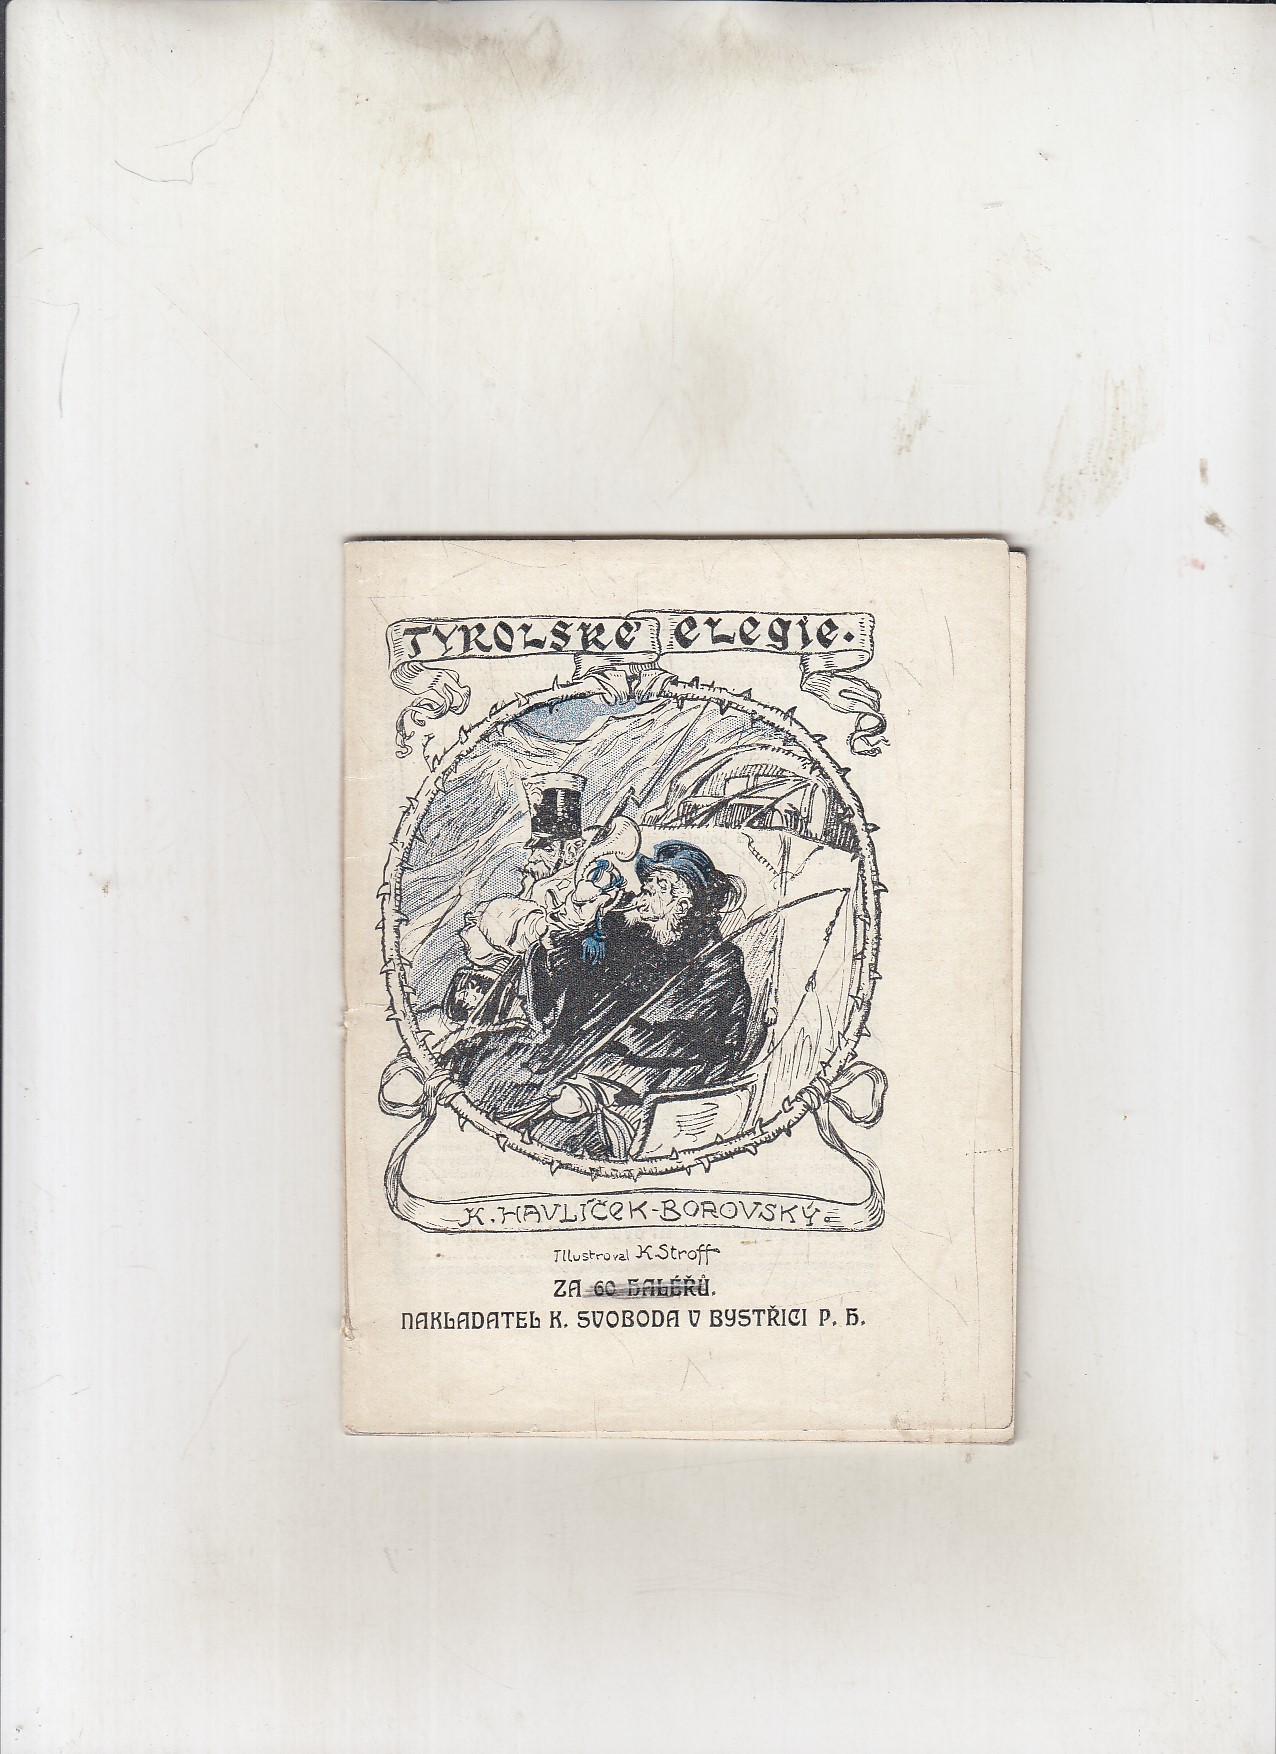 TYROLSKÉ ELEGIE.
K. HAVLÍČEK-BOROVSKÝ.
Illustroval K. Stroff
ZA 60 HALÉŘŮ.
NAKLADATEL K. SVOBODA V BYSTŘICI P. H.